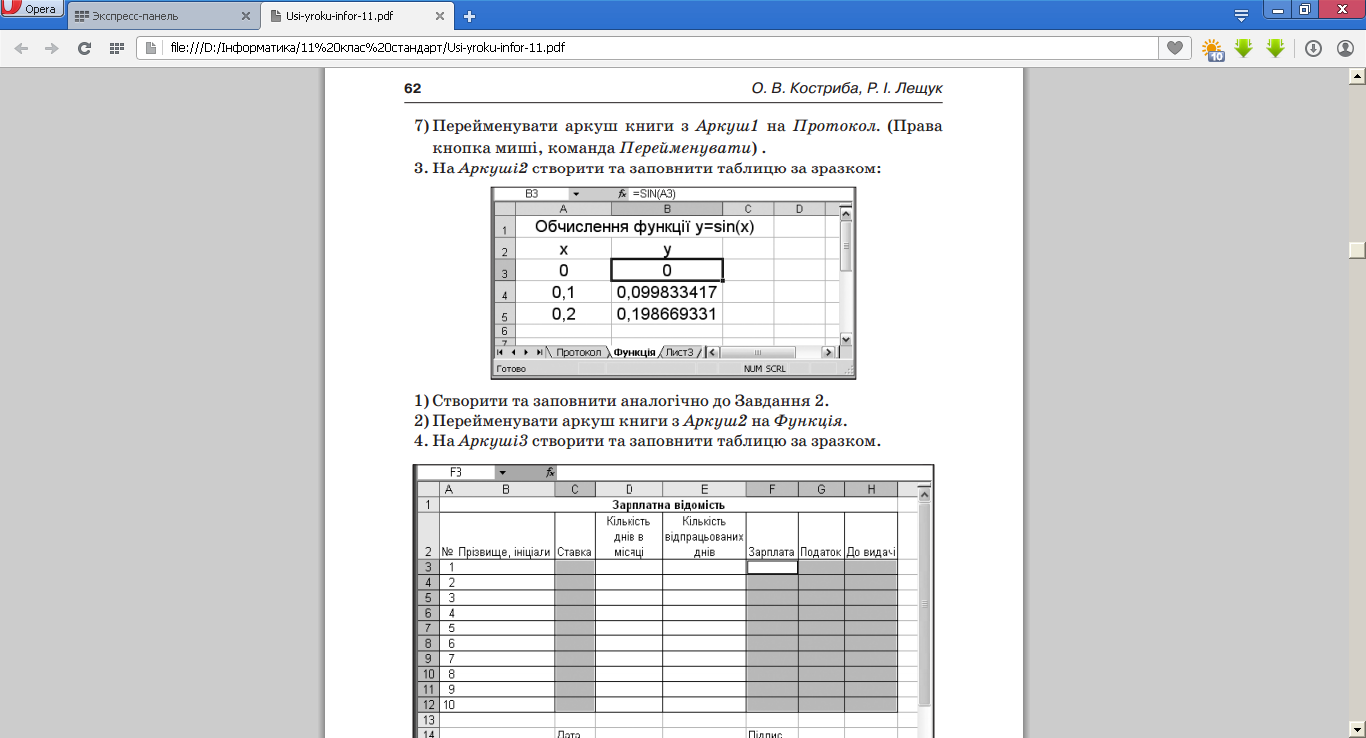 Opera
Экспресс-панель
Usi-yroku-infor-11.pdf
file:///D:/Інформатика/11%20клас%20стандарт/Usi-yroku-infor-11.pdf
10
62 О. В. Костриба, Р. І. Лещук
7) Перейменувати аркуш книги з Аркуш1 на Протокол. (Права
кнопка миші, команда Перейменувати) .
3. На Аркуші2 створити та заповнити таблицю за зразком:
B3 fx =SIN(A3)
A B C D
1 Обчислення функції y=sin(x)
2 x y
3 0 0
4 0,1 0,099833417
5 0,2 0,198669331
6
7
Протокол Функція Лист3
Готово NUM SCRL
1) Створити та заповнити аналогічно до Завдання 2.
2) Перейменувати аркуш книги з Аркуш2 на Функція.
4. На Аркуші3 створити та заповнити таблицю за зразком.
F3 fx
A B C D E F G H
1 Зарплатна відомість
Кількість Кількість
днів в відпрацьованих
2 № Прізвище, ініціали Ставка місяці днів Зарплата Податок До видачі
3 1
4 2
5 3
6 4
7 5
8 6
9 7
10 8
11 9
12 10
13
14 Дата Підпис